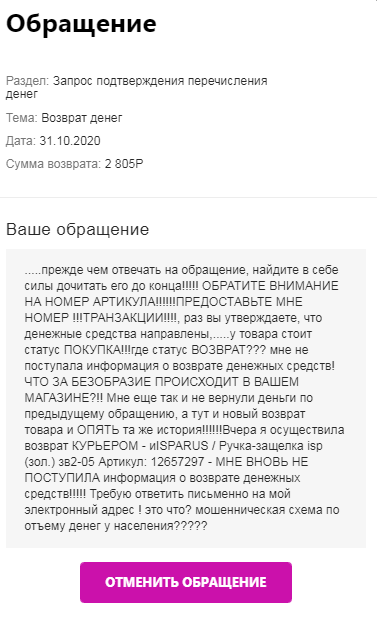 Обращение
Раздел: Запрос подтверждения перечисления
денег
Тема: Возврат денег
Дата: 31.10.2020
Сумма возврата: 2 805Р
Ваше обращение
.....прежде чем отвечать на обращение, найдите в себе
силы дочитать его до конца!!!!! ОБРАТИТЕ ВНИМАНИЕ
НА НОМЕР АРТИКУЛА!!!!!!ПРЕДОСТАВЬТЕ МНЕ
НОМЕР !!!ТРАНЗАКЦИИ!!!!, раз вы утверждаете, что
денежные средства направлены,.....у товара стоит
статус ПОКУПКА!!!где статус ВОЗВРАТ??? мне не
поступала информация о возврате денежных средств!
ЧТО ЗА БЕЗОБРАЗИЕ ПРОИСХОДИТ В ВАШЕМ
МАГАЗИНЕ?!! Мне еще так и не вернули деньги по
предыдущему обращению, а тут и новый возврат
товара и ОПЯТЬ та же история!!!!!!Вчера я осуществила
возврат КУРЬЕРОМ - иISPARUS / Ручка-защелка isp
(зол.) зв2-05 Артикул: 12657297 - МНЕ ВНОВЬ НЕ
ПОСТУПИЛА информация о возврате денежных
средств!!!!! Требую ответить письменно на мой
электронный адрес ! это что? мошенническая схема по
отъему денег у населения?????
ОТМЕНИТЬ ОБРАЩЕНИЕ